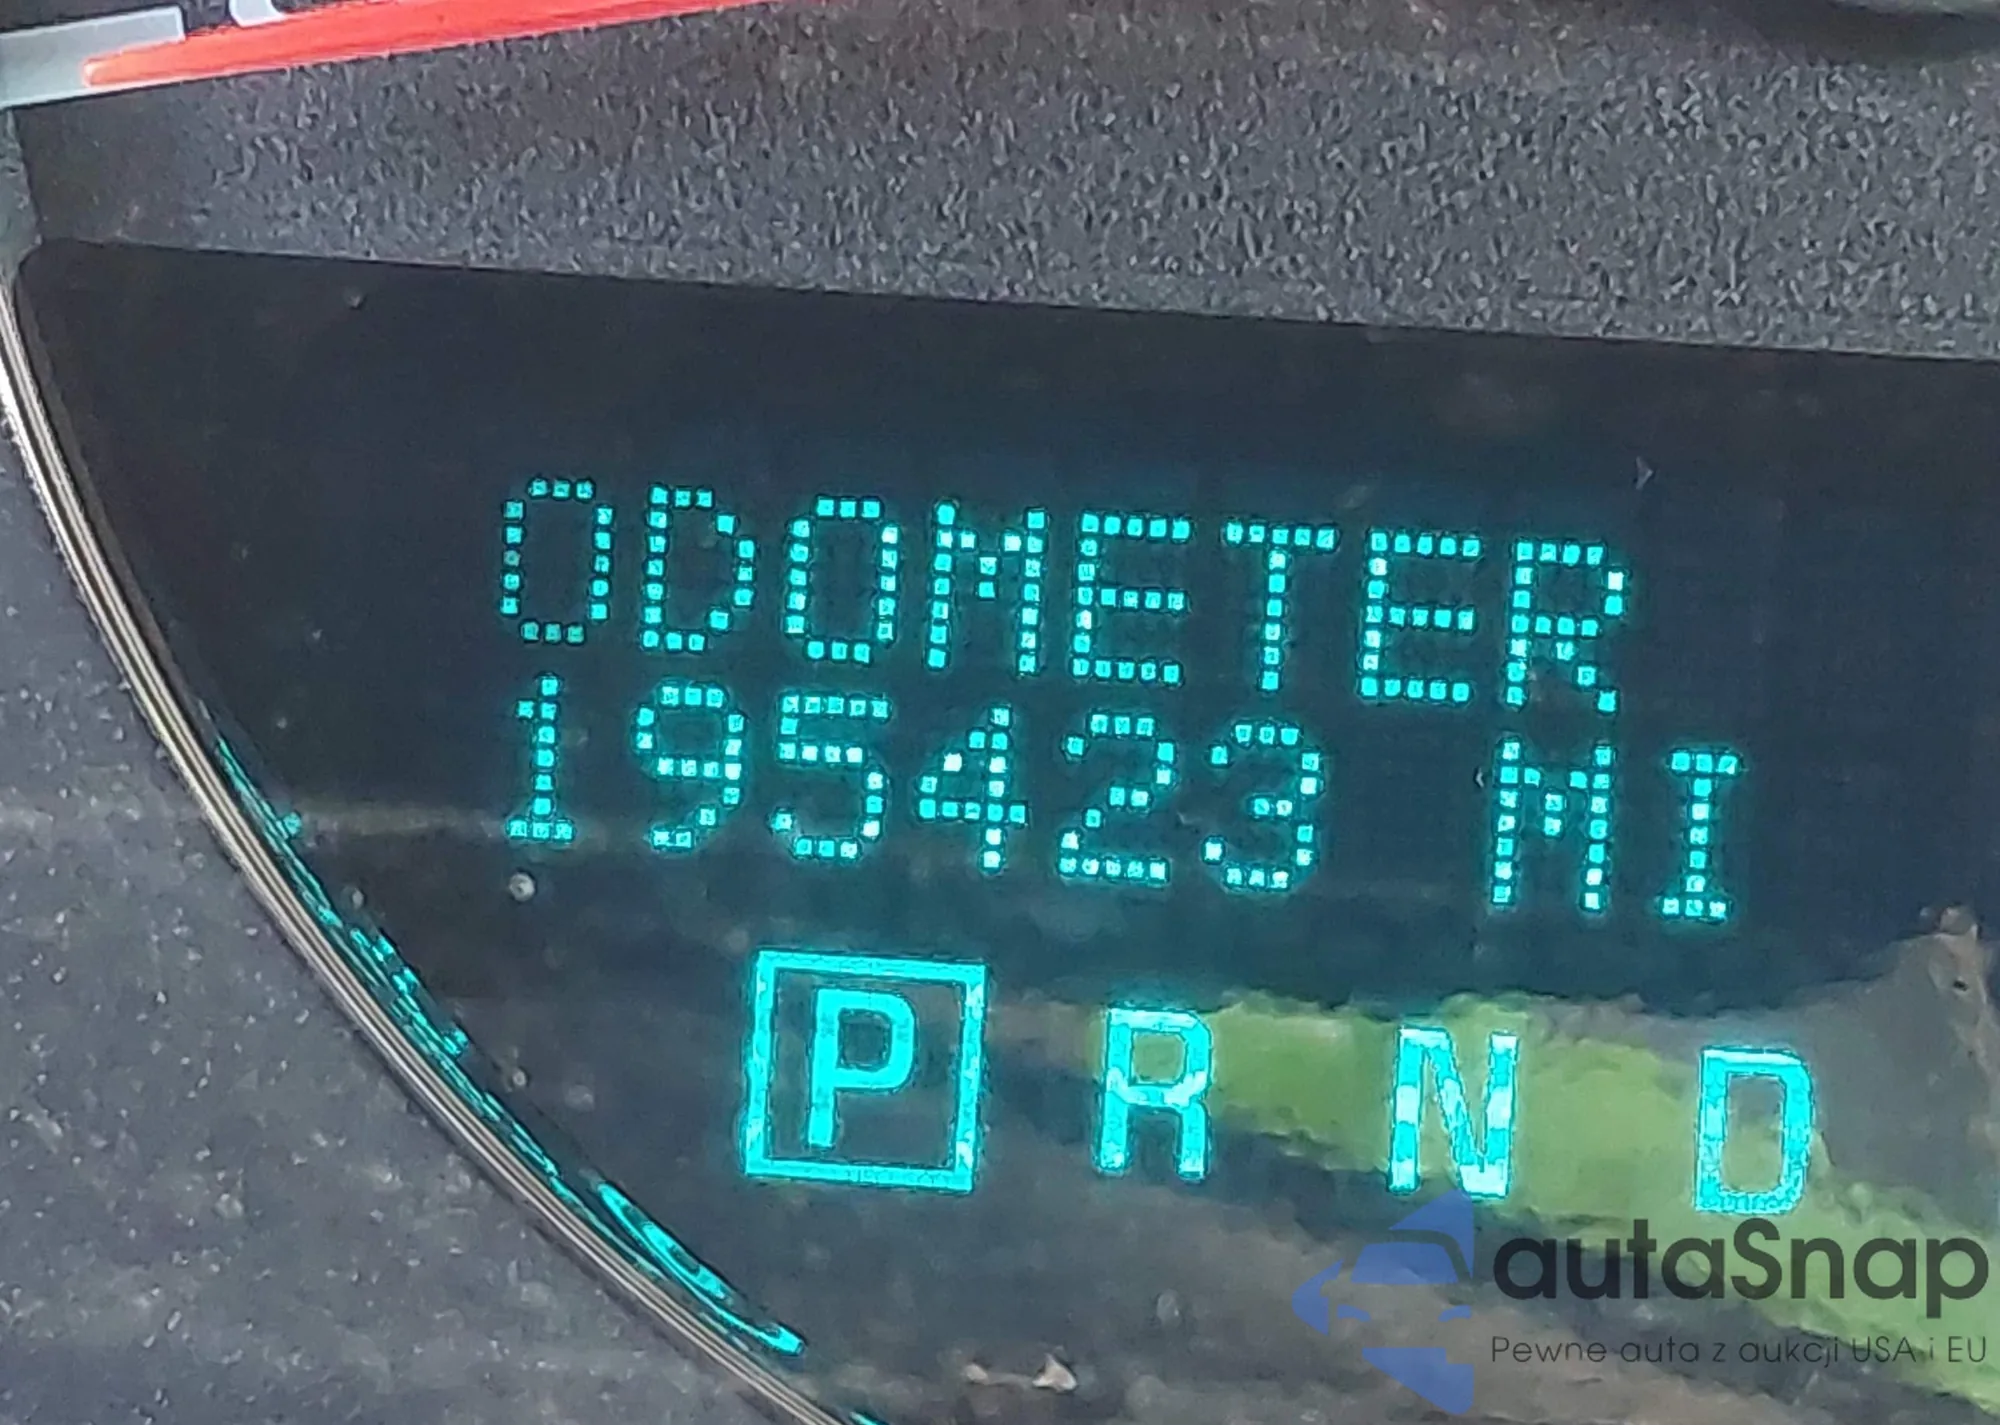 ODOMETER
195423 MI
P R N D
autaSnap
Pewne auta z aukcji USA i EU